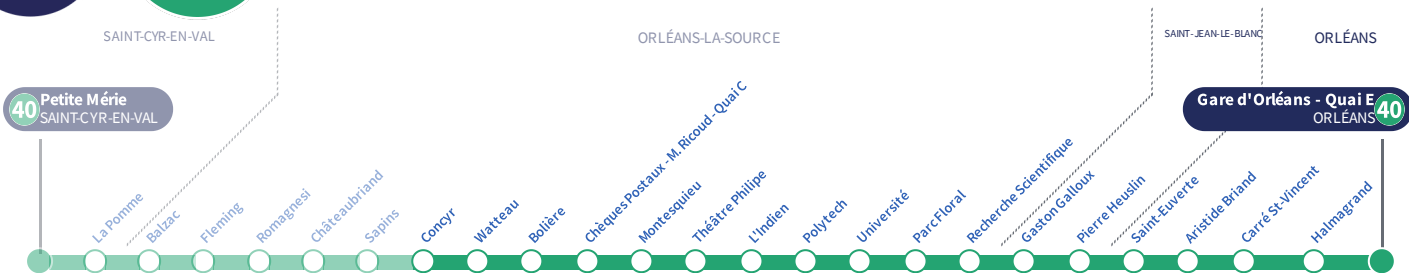 SAINT-CYR-EN-VAL
ORLÉANS-LA-SOURCE
SAINT-JEAN-LE-BLANC
ORLÉANS
40
Petite Mérie
SAINT-CYR-EN-VAL
Gare d'Orléans - Quai E
ORLÉANS
40
La Pomme
Balzac
Fleming
Romagnesi
Châteaubriand
Sapins
Concyr
Watteau
Bolière
Chèques Postaux - M. Ricoud - Quai C
Montesquieu
Théâtre Philipe
L'Indien
Polytech
Université
Parc Floral
Recherche Scientifique
Gaston Galloux
Pierre Heuslin
Saint-Euverte
Aristide Briand
Carré St-Vincent
Halmagrand